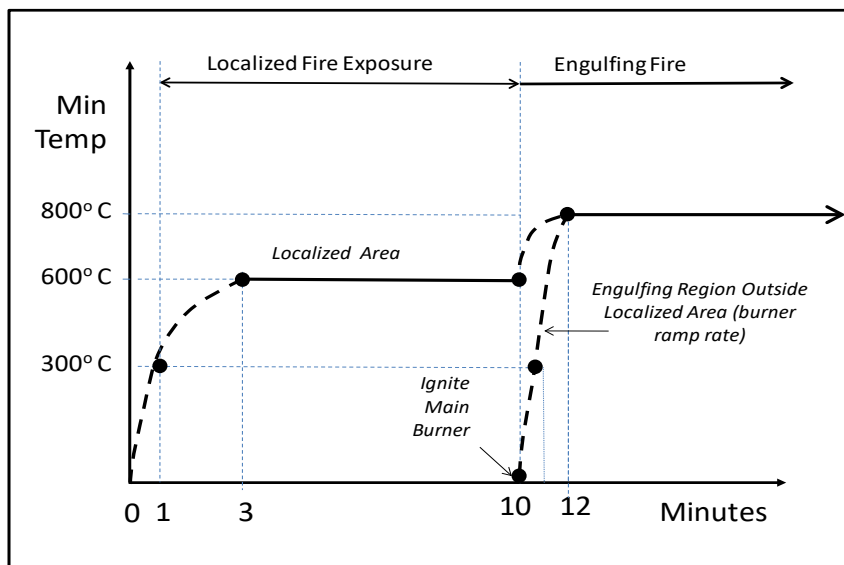 Localized Fire Exposure
Engulfing Fire
Min
Temp
800° C
Localized Area
600° C
Engulfing Region Outside
Localized Area (burner
ramp rate)
300° C
Ignite
Main
Burner
0 1 3 10 12 Minutes